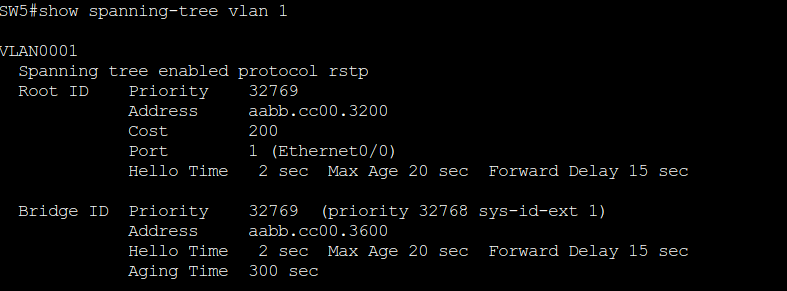 SW5#show spanning-tree vlan 1
VLAN0001
Spanning tree enabled protocol rstp
Root ID Priority 32769
Address aabb.cc00.3200
Cost 200
Port 1 (Ethernet0/0)
Hello Time 2 sec Max Age 20 sec Forward Delay 15 sec
Bridge ID Priority 32769 (priority 32768 sys-id-ext 1)
Address aabb.cc00.3600
Hello Time 2 sec Max Age 20 sec Forward Delay 15 sec
Aging Time 300 sec